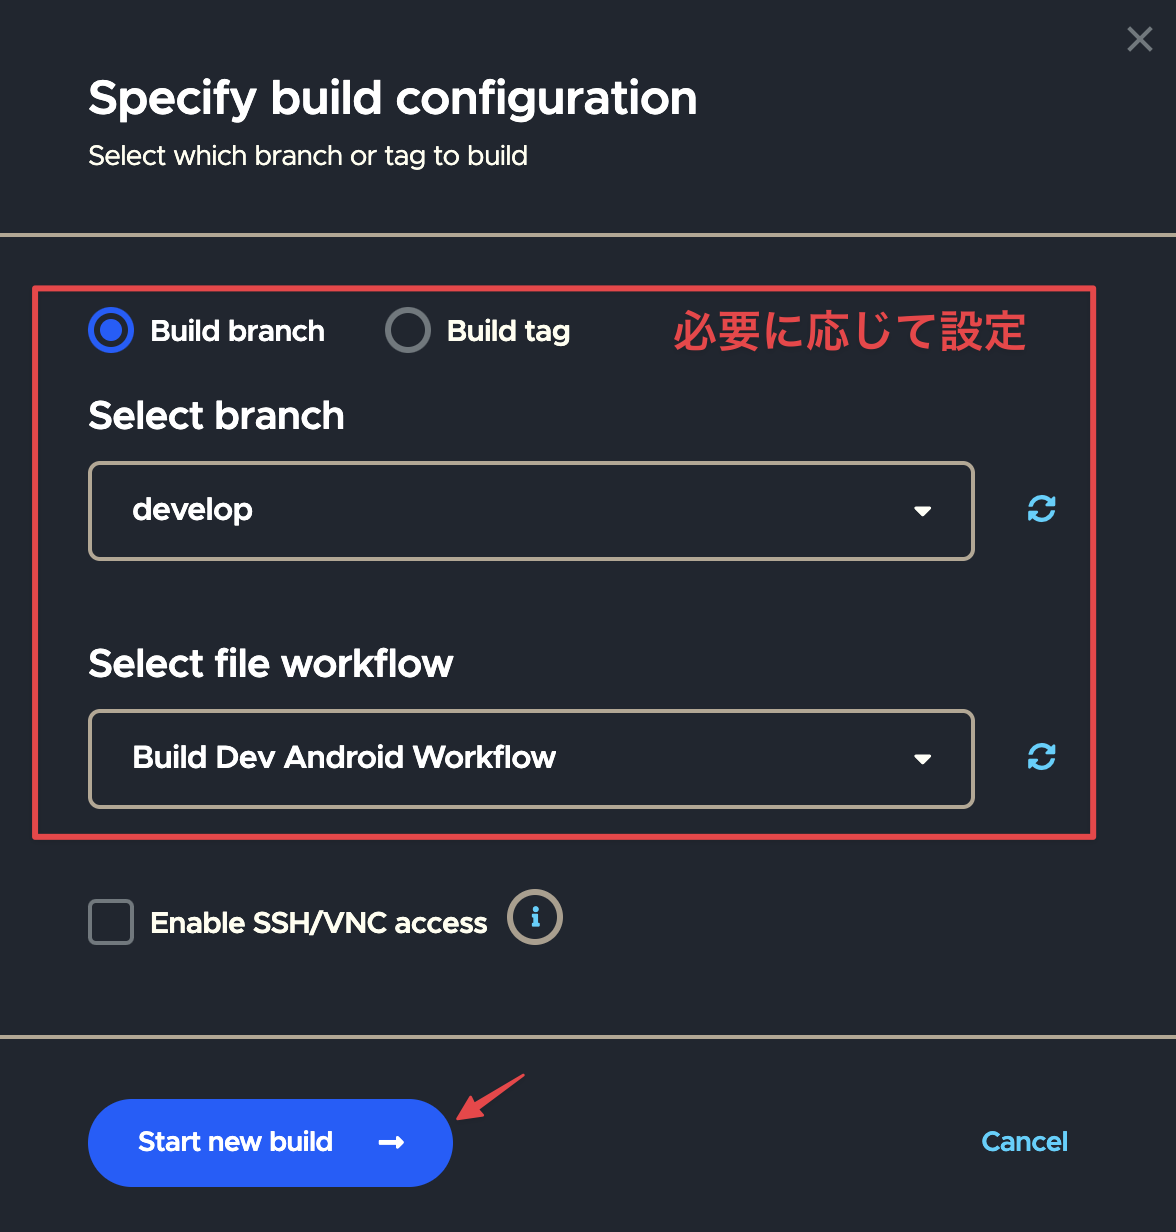 Specify build configuration
Select which branch or tag to build
Build branch
Build tag
必要に応じて設定
Select branch
develop
Select file workflow
Build Dev Android Workflow
Enable SSH/VNC access
Start new build
Cancel